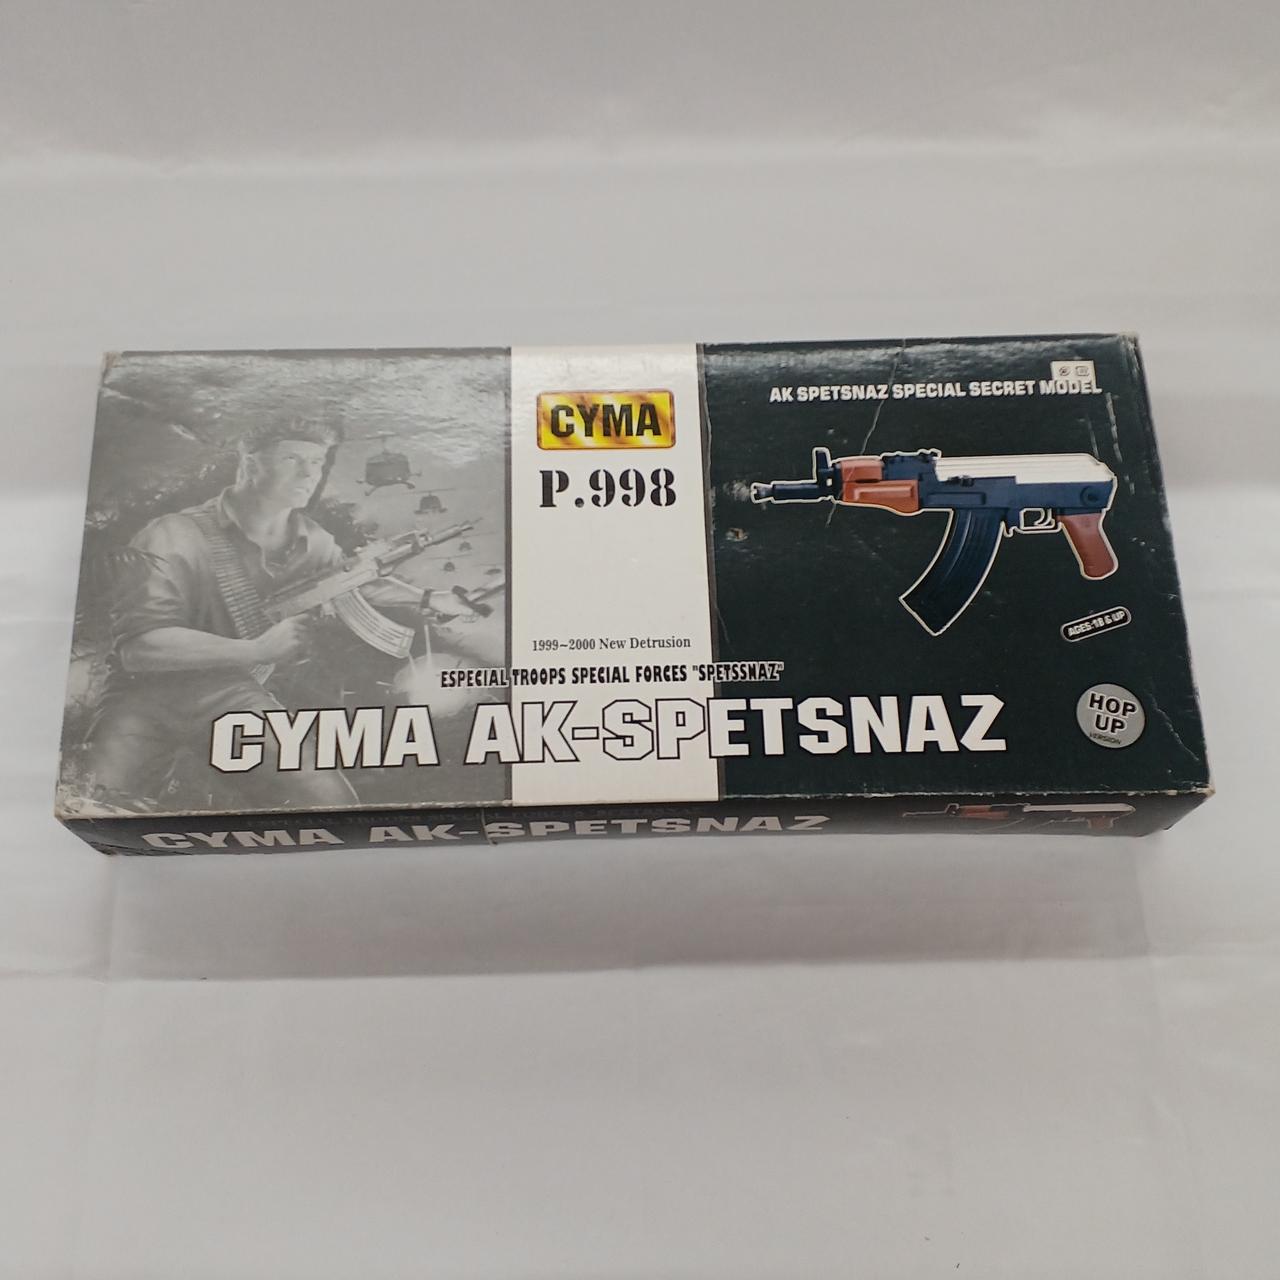 AK SPETSNAZ SPECIAL SECRET MODEL
CYMA
P.998
AGES:18 & UP
1999~2000 New Detrusion
"ESPECIAL TROOPS SPECIAL FORCES "SPETSSNAZ"
CYMA AK-SPETSNAZ
HOP
UP
VERSION
CYMA AK-SPETSNAZ